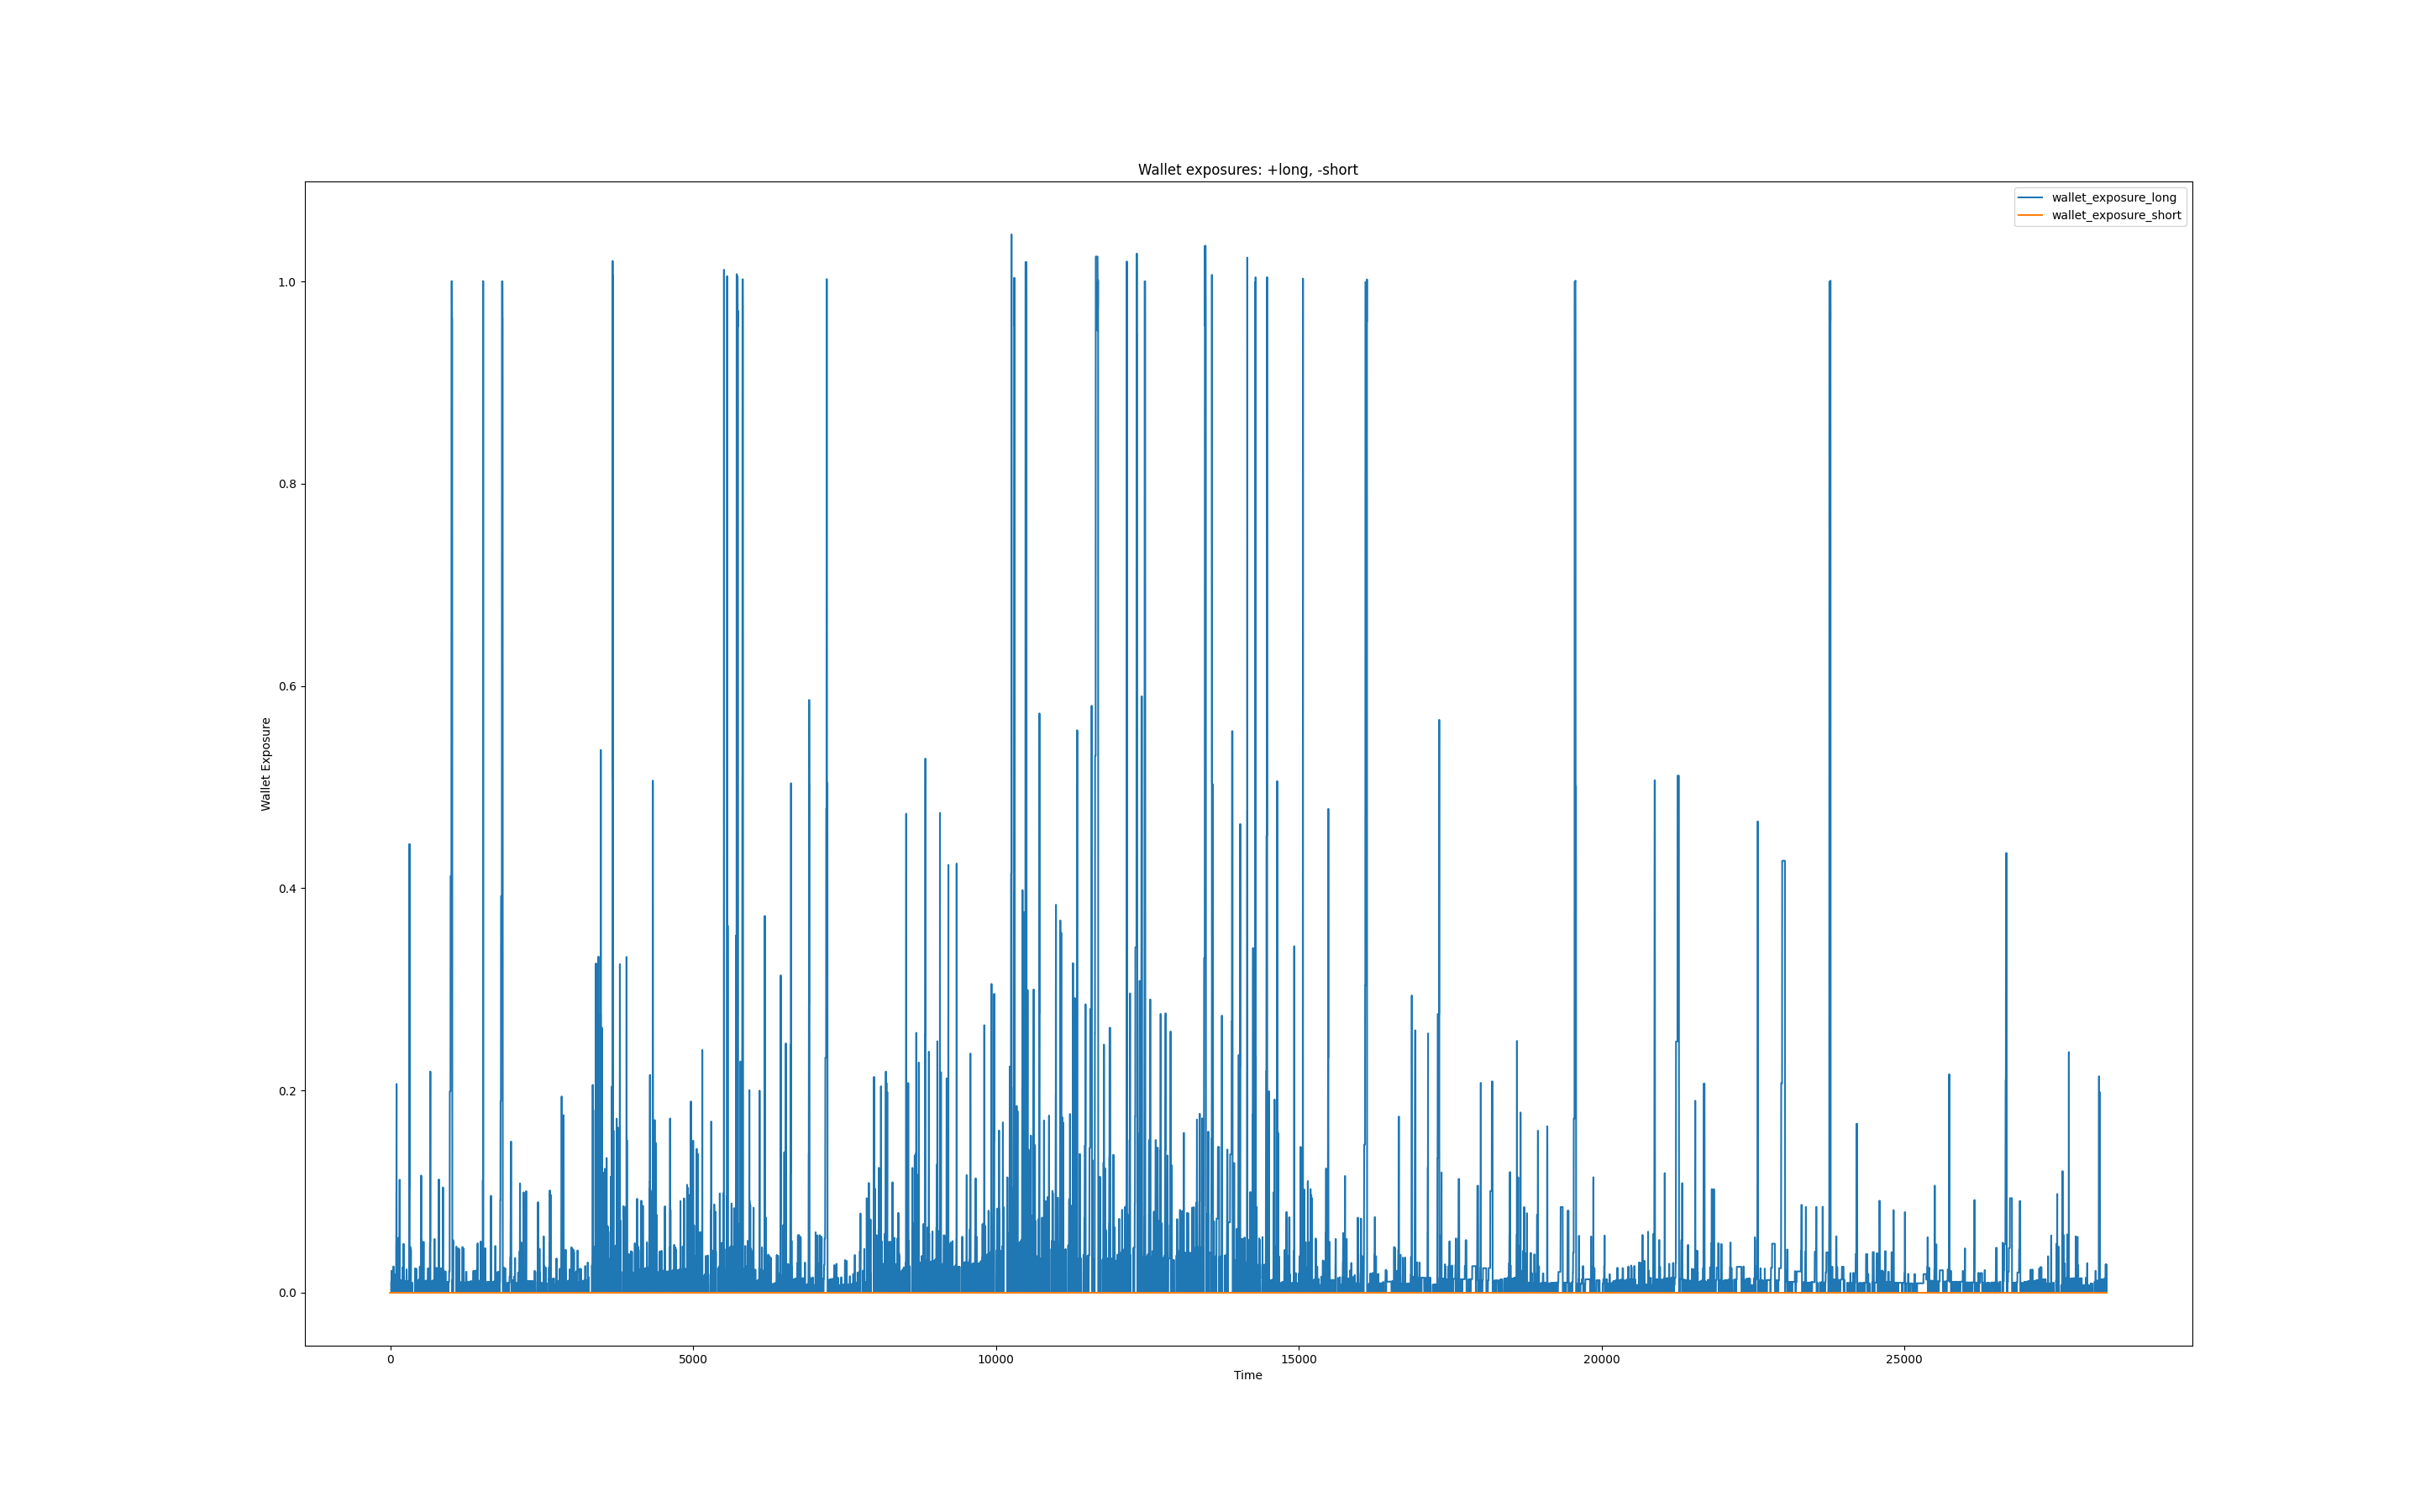 Wallet exposures: +long, -short
wallet_exposure_long
wallet_exposure_short
1.0
0.8
0.6
0.4
0.2
0.0
Wallet Exposure
0 5000 10000 15000 20000 25000
Time